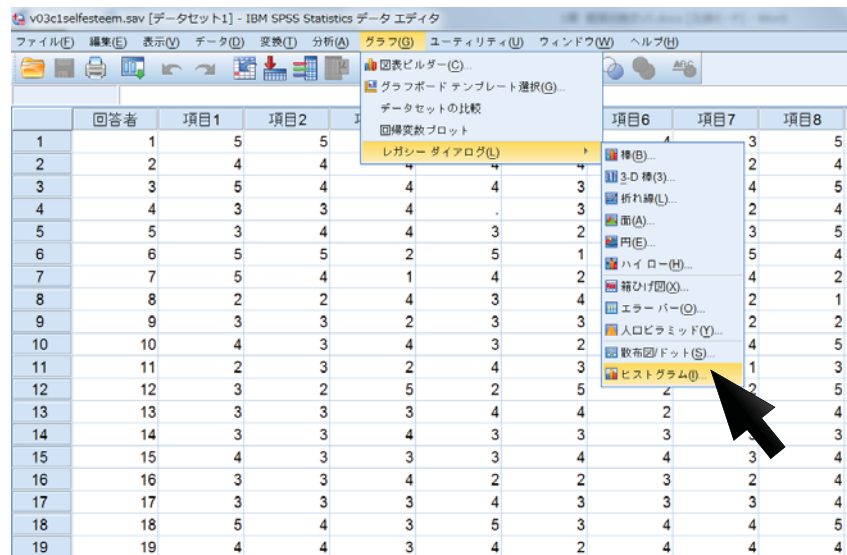 v03c1selfesteem.sav [データセット1] - IBM SPSS Statistics データ エディタ
ファイル(F) 編集(E) 表示(V) データ(D) 変換(T) 分析(A) グラフ(G) ユーティリティ(U) ウィンドウ(W) ヘルプ(H)
図表ビルダー(C)...
グラフボード テンプレート選択(G)...
データセットの比較
回帰変数プロット
レガシー ダイアログ(L)
棒(B)...
3-D 棒(3)...
折れ線(L)...
面(A)...
円(E)...
ハイ ロー(H)...
箱ひげ図(X)...
エラー バー(O)...
人口ピラミッド(Y)...
散布図/ドット(S)...
ヒストグラム(I)...
回答者 項目1 項目2 項目6 項目7 項目8
1 1 5 5 3 5
2 2 4 4 4 4 2 4
3 3 5 4 4 4 3 4 5
4 4 3 3 4 . 3 2 4
5 5 3 4 4 3 2 3 5
6 6 5 5 2 5 1 5 4
7 7 5 4 1 4 2 4 2
8 8 2 2 4 3 4 2 1
9 9 3 3 2 3 3 2 2
10 10 4 3 4 3 2 4 5
11 11 2 3 2 4 3 1 3
12 12 3 2 5 2 5 2 2 5
13 13 3 3 3 4 4 2 4
14 14 3 3 4 3 3 3 3
15 15 4 3 3 3 4 4 3 4
16 16 3 3 4 2 2 3 2 4
17 17 3 3 3 3 3 3 3 4
18 18 5 4 3 5 3 4 4 5
19 19 4 4 3 4 2 4 4 4